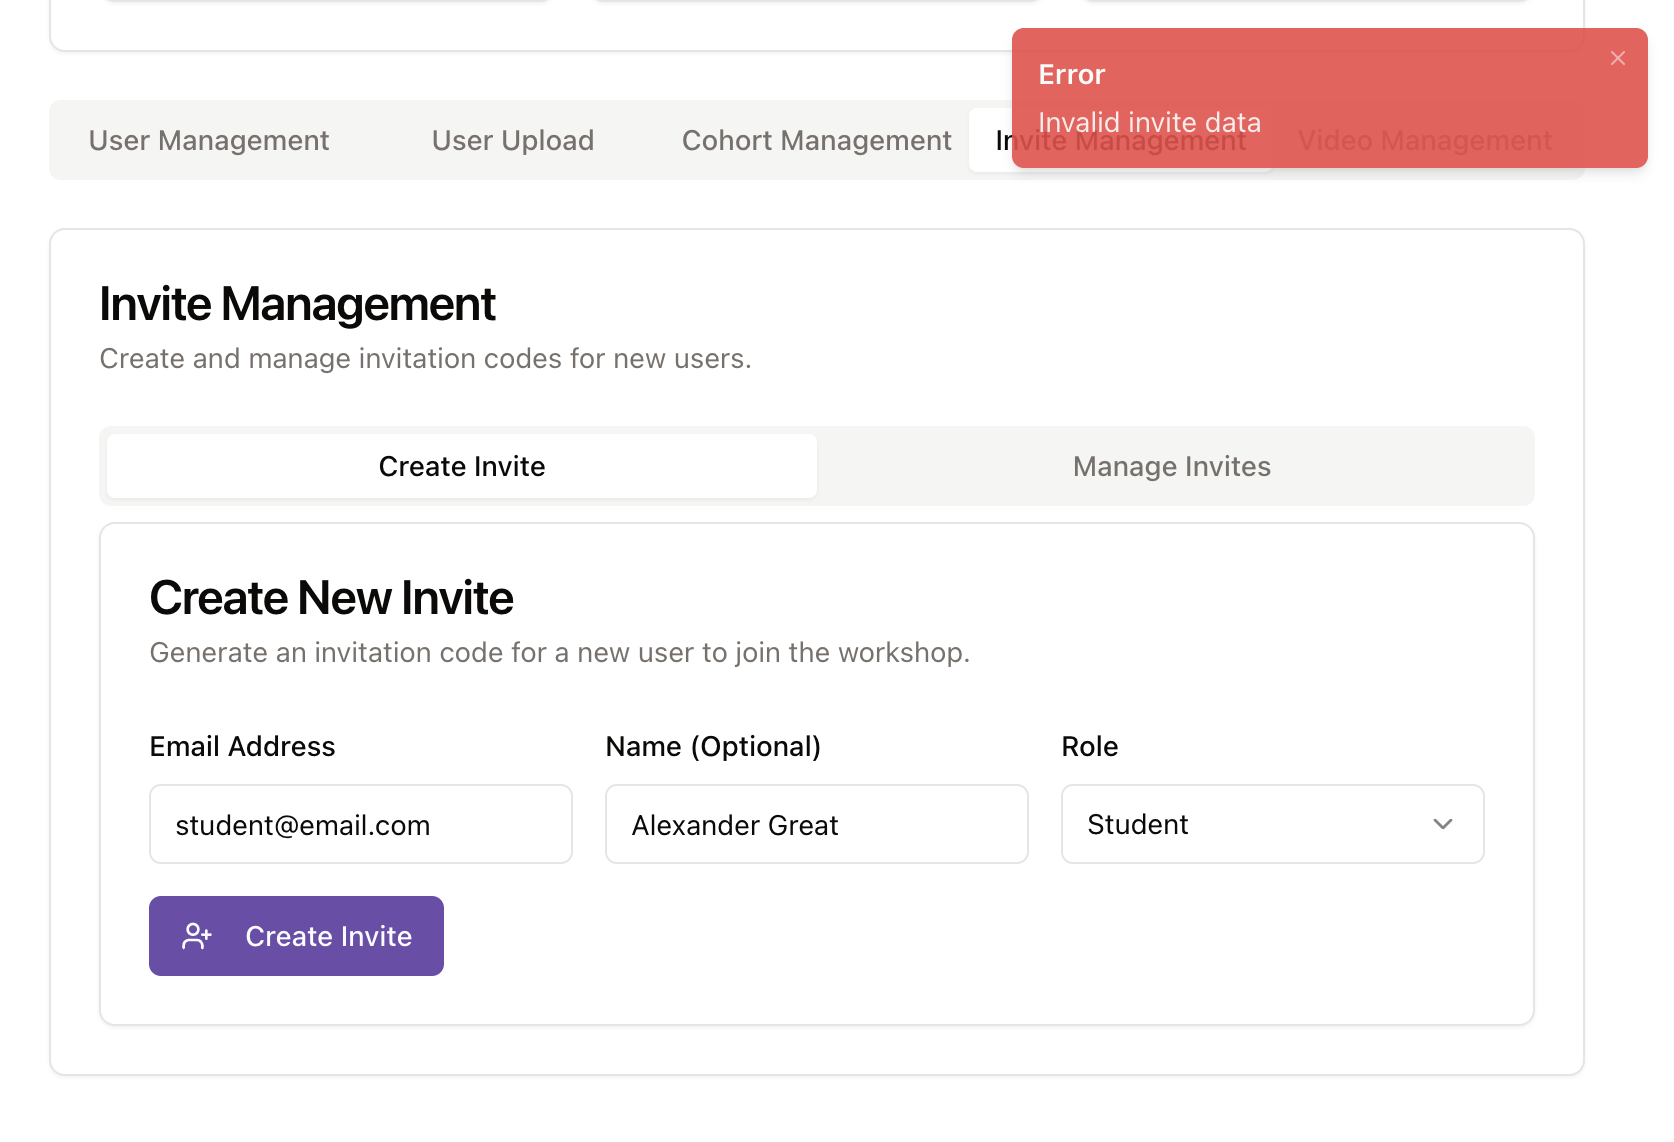 Error
Invalid invite data
User Management
User Upload
Cohort Management
Invite Management
Video Management
Invite Management
Create and manage invitation codes for new users.
Create Invite
Manage Invites
Create New Invite
Generate an invitation code for a new user to join the workshop.
Email Address
Name (Optional)
Role
student@email.com
Alexander Great
Student
Create Invite